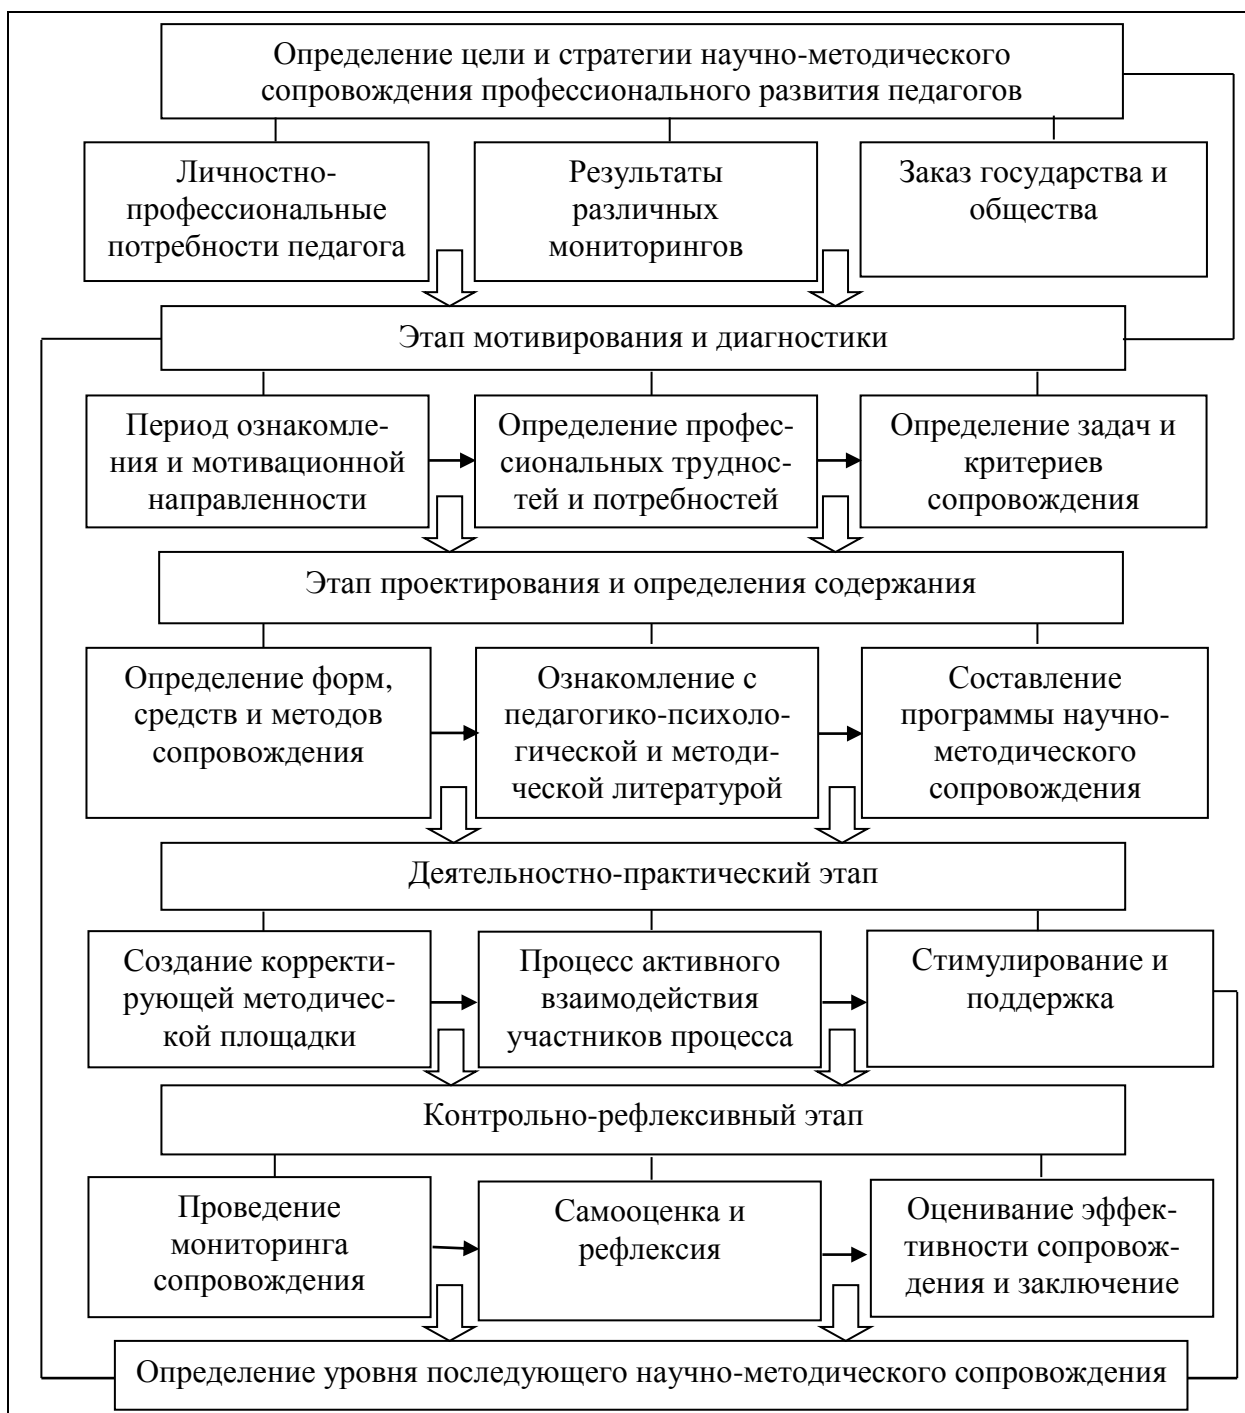 Определение цели и стратегии научно-методического
сопровождения профессионального развития педагогов
Личностно-
профессиональные
потребности педагога
Результаты
различных
мониторингов
Заказ государства и
общества
Этап мотивирования и диагностики
Период ознакомле-
ния и мотивационной
направленности
Определение профес-
сиональных труднос-
тей и потребностей
Определение задач и
критериев
сопровождения
Этап проектирования и определения содержания
Определение форм,
средств и методов
сопровождения
Ознакомление с
педагогико-психоло-
гической и методи-
ческой литературой
Составление
программы научно-
методического
сопровождения
Деятельностно-практический этап
Создание корректи-
рующей методичес-
кой площадки
Процесс активного
взаимодействия
участников процесса
Стимулирование и
поддержка
Контрольно-рефлексивный этап
Проведение
мониторинга
сопровождения
Самооценка и
рефлексия
Оценивание эффек-
тивности сопровож-
дения и заключение
Определение уровня последующего научно-методического сопровождения